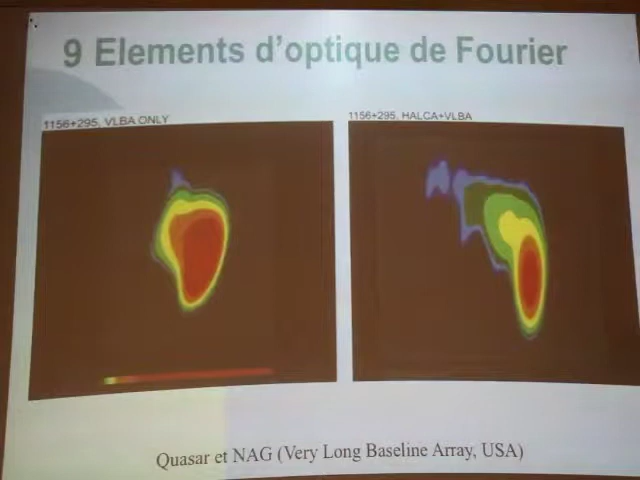 9 Elements d'optique de Fourier
1156+295, VLBA ONLY
1156+295, HALCA+VLBA
Quasar et NAG (Very Long Baseline Array, USA)